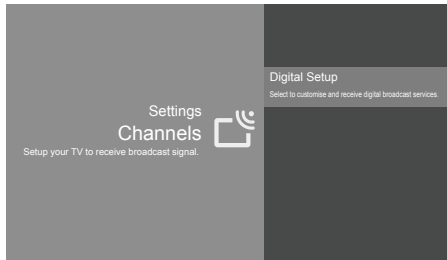 Settings
Channels
Setup your TV to receive broadcast signal.
Digital Setup
Select to customise and receive digital broadcast services.